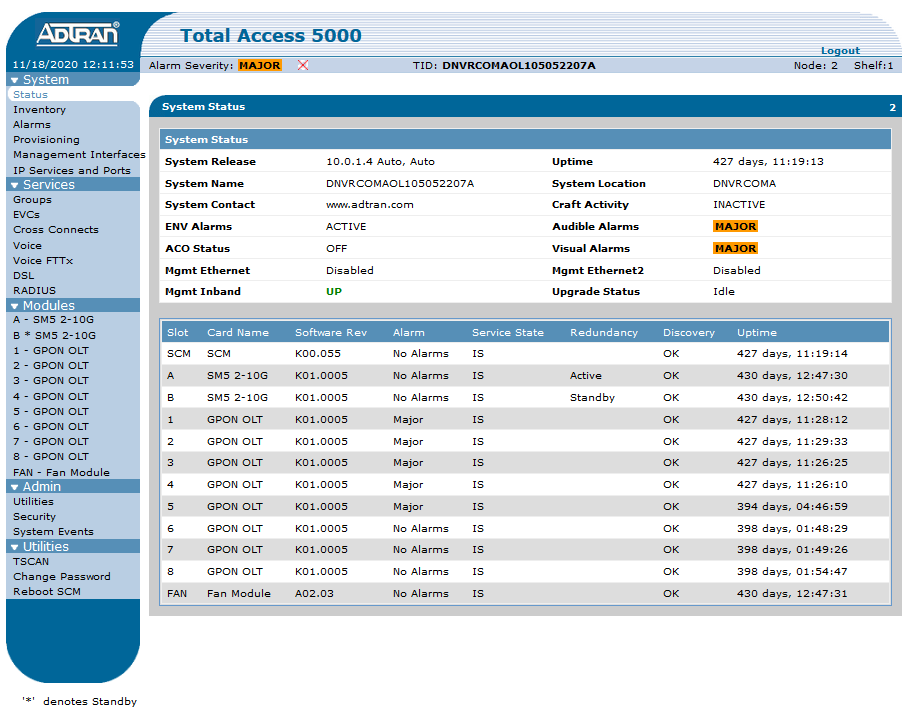 ADTRAN®
Total Access 5000
Logout
11/18/2020 12:11:53
Alarm Severity: MAJOR
TID: DNVRCOMAOL105052207A
Node: 2 Shelf:1
System
Status
Inventory
Alarms
Provisioning
Management Interfaces
IP Services and Ports
Services
Groups
EVCs
Cross Connects
Voice
Voice FTTx
DSL
RADIUS
Modules
A - SM5 2-10G
B * SM5 2-10G
1 - GPON OLT
2 - GPON OLT
3 - GPON OLT
4 - GPON OLT
5 - GPON OLT
6 - GPON OLT
7 - GPON OLT
8 - GPON OLT
FAN - Fan Module
Admin
Utilities
Security
System Events
Utilities
TSCAN
Change Password
Reboot SCM
'*' denotes Standby
System Status 2
System Status
System Release 10.0.1.4 Auto, Auto Uptime 427 days, 11:19:13
System Name DNVRCOMAOL105052207A System Location DNVRCOMA
System Contact www.adtran.com Craft Activity INACTIVE
ENV Alarms ACTIVE Audible Alarms MAJOR
ACO Status OFF Visual Alarms MAJOR
Mgmt Ethernet Disabled Mgmt Ethernet2 Disabled
Mgmt Inband UP Upgrade Status Idle
Slot Card Name Software Rev Alarm Service State Redundancy Discovery Uptime
SCM SCM K00.055 No Alarms IS OK 427 days, 11:19:14
A SM5 2-10G K01.0005 No Alarms IS Active OK 430 days, 12:47:30
B SM5 2-10G K01.0005 No Alarms IS Standby OK 430 days, 12:50:42
1 GPON OLT K01.0005 Major IS OK 427 days, 11:28:12
2 GPON OLT K01.0005 Major IS OK 427 days, 11:29:33
3 GPON OLT K01.0005 Major IS OK 427 days, 11:26:25
4 GPON OLT K01.0005 Major IS OK 427 days, 11:26:10
5 GPON OLT K01.0005 Major IS OK 394 days, 04:46:59
6 GPON OLT K01.0005 No Alarms IS OK 398 days, 01:48:29
7 GPON OLT K01.0005 No Alarms IS OK 398 days, 01:49:26
8 GPON OLT K01.0005 No Alarms IS OK 398 days, 01:54:47
FAN Fan Module A02.03 No Alarms IS OK 430 days, 12:47:31